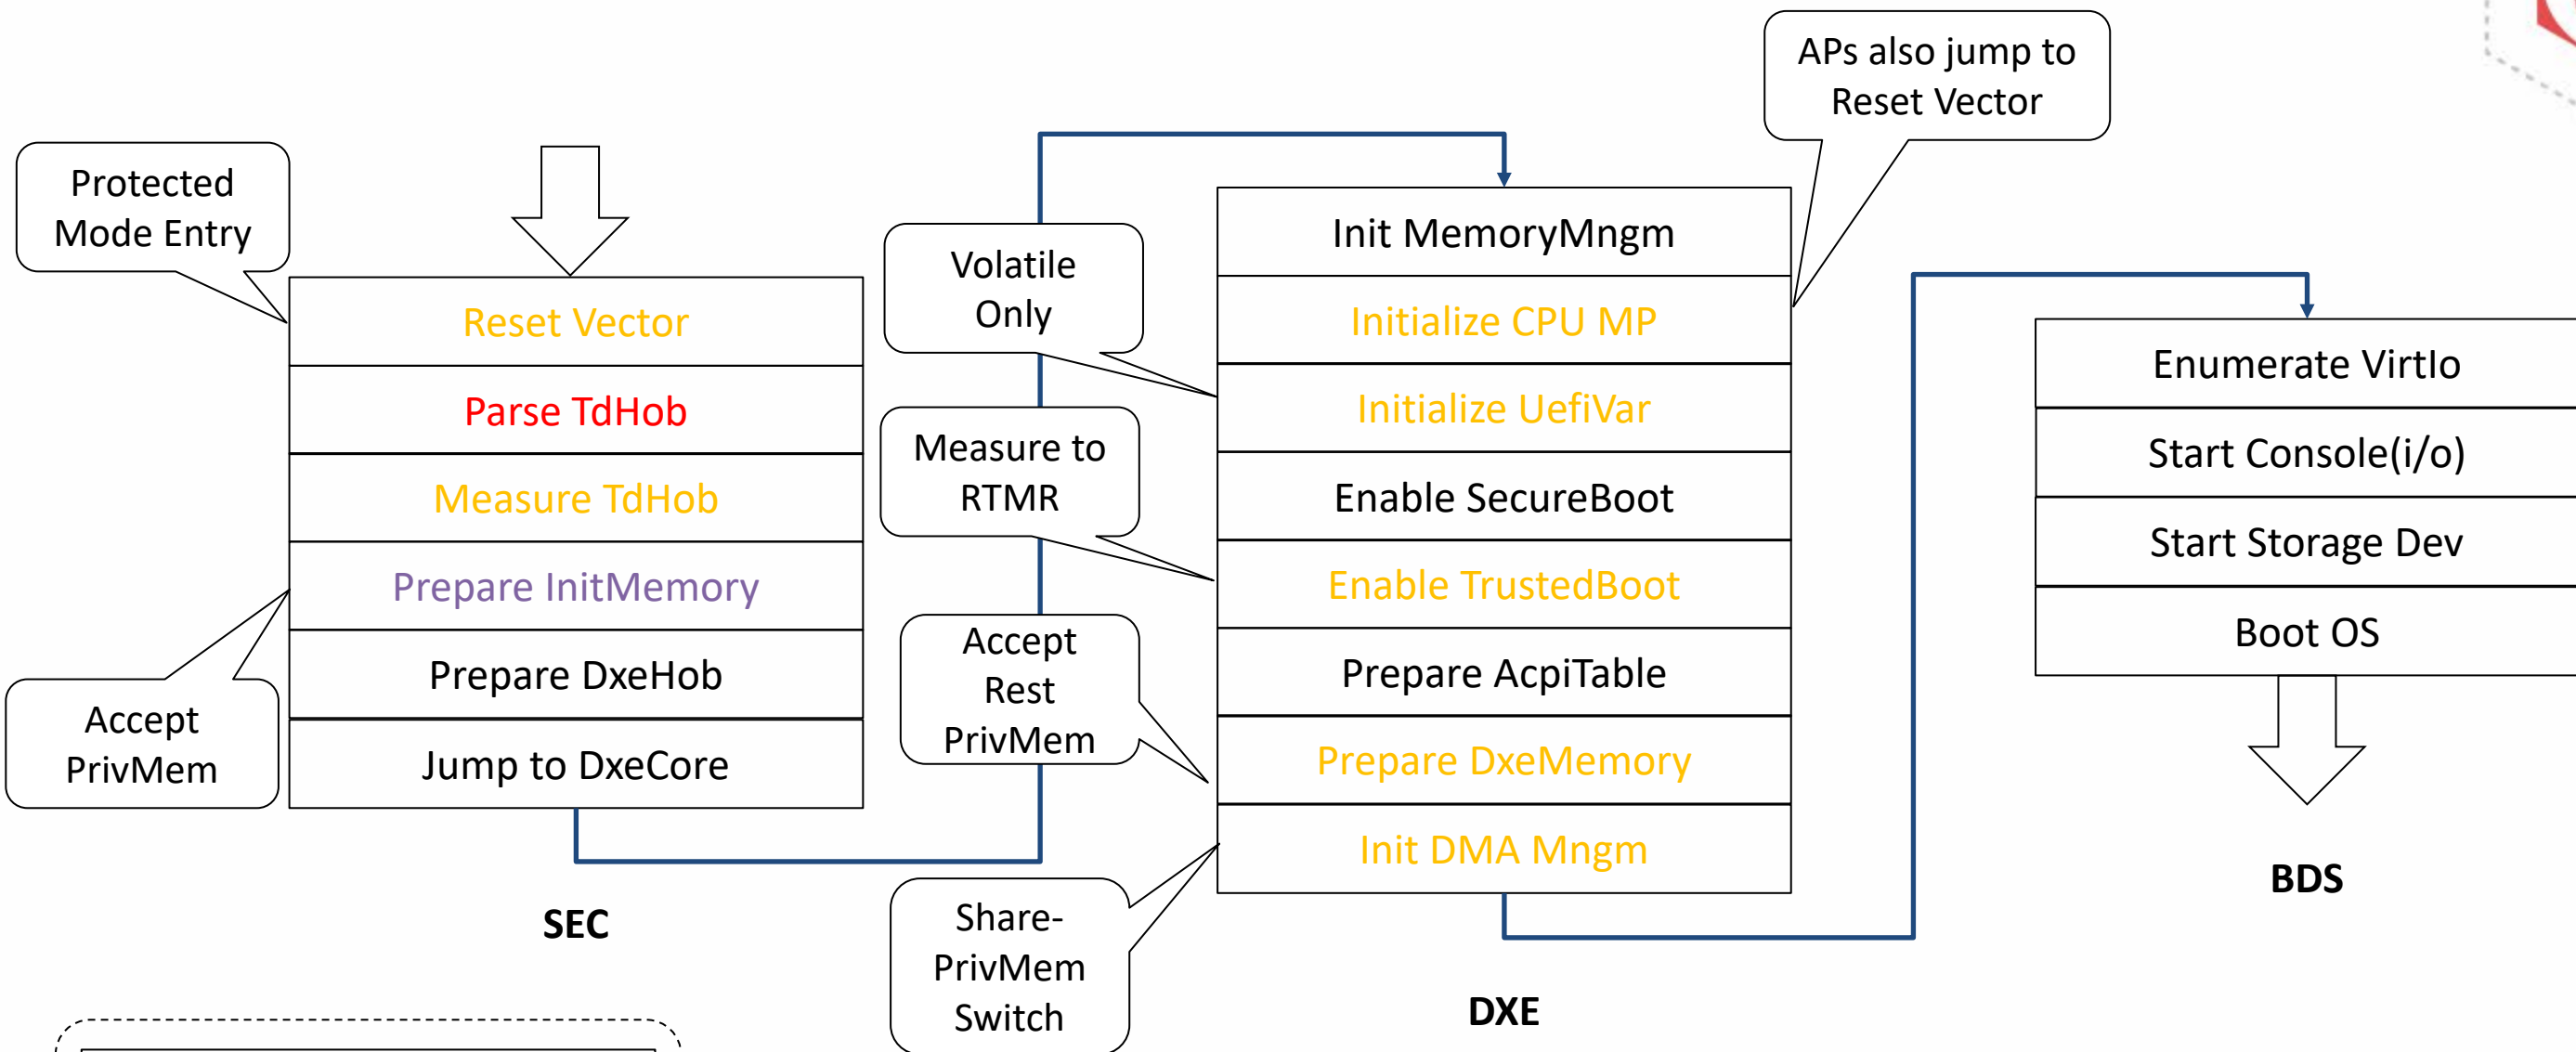 Protected
Mode Entry
Reset Vector
Parse TdHob
Measure TdHob
Prepare InitMemory
Prepare DxeHob
Jump to DxeCore
Accept
PrivMem
SEC
Volatile
Only
Measure to
RTMR
Accept
Rest
PrivMem
Share-
PrivMem
Switch
APs also jump to
Reset Vector
Init MemoryMngm
Initialize CPU MP
Initialize UefiVar
Enable SecureBoot
Enable TrustedBoot
Prepare AcpiTable
Prepare DxeMemory
Init DMA Mngm
DXE
Enumerate VirtIo
Start Console(i/o)
Start Storage Dev
Boot OS
BDS